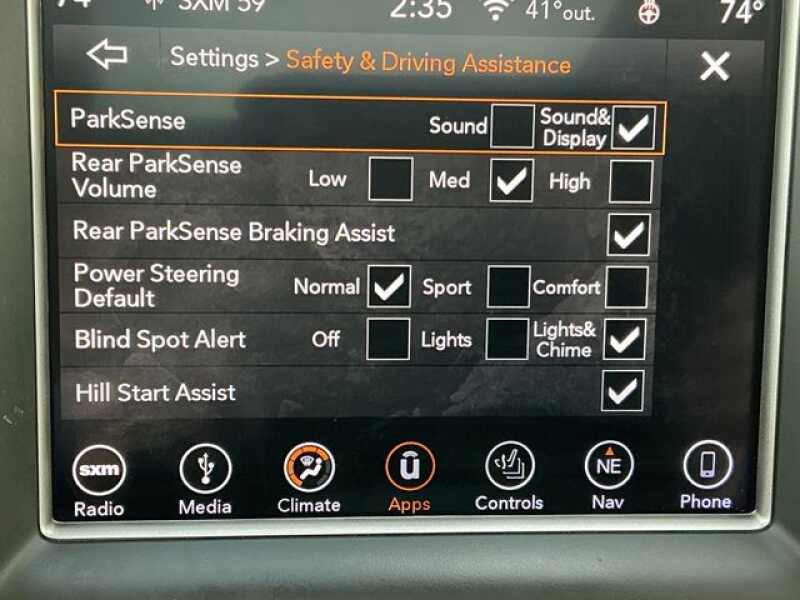 74° SXM 59 2:35 41°out. 74°
Settings > Safety & Driving Assistance
ParkSense Sound Sound& Display
Rear ParkSense Volume Low Med High
Rear ParkSense Braking Assist
Power Steering Default Normal Sport Comfort
Blind Spot Alert Off Lights Lights& Chime
Hill Start Assist
sxm NE
Radio Media Climate Apps Controls Nav Phone